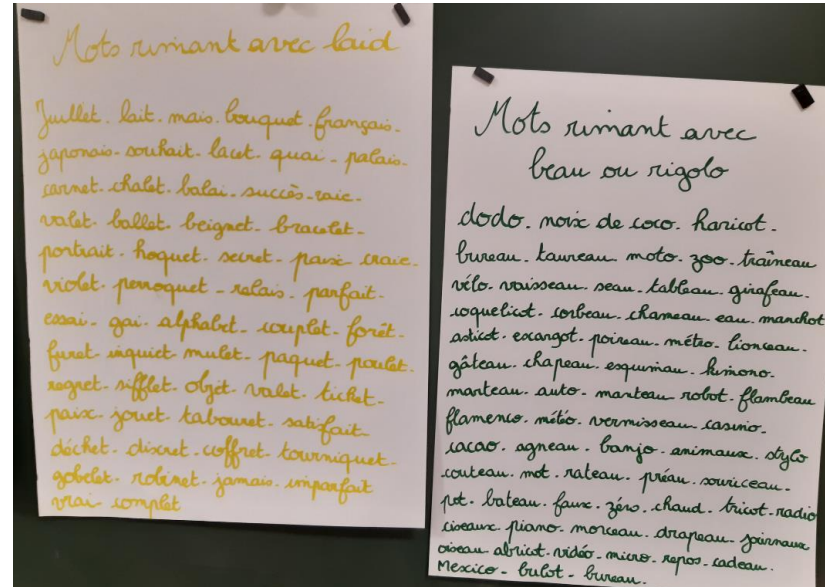 Mots rimant avec laid
Juillet. lait. mais. bouquet. français.
japonais. souhait. lacet. quai. palais.
carnet. chalet. balai. succès. raie.
valet. ballet. beignet. bracelet.
portrait. hoquet. secret. paix. craie.
violet. perroquet. relais. parfait.
essai. gai. alphabet. couplet. forêt.
furet. inquiet. mulet. paquet. poulet.
regret. sifflet. objet. valet. ticket.
paix. jouet. tabouret. satisfait.
déchet. discret. coffret. tourniquet.
gobelet. robinet. jamais. imparfait
vrai. complet
Mots rimant avec
beau ou rigolo
dodo. noix de coco. haricot.
bureau. taureau. moto. zoo. traîneau
vélo. vaisseau. seau. tableau. girafeau.
coquelicot. corbeau. chameau. eau. manchot
asticot. escargot. poireau. météo. lionceau.
gâteau. chapeau. esquimau. kimono.
manteau. auto. manteau. robot. flambeau
flamenco. météo. vermisseau. casino.
cacao. agneau. banjo. animaux. stylo
couteau. mot. rateau. préau. souriceau.
pot. bateau. faux. zéro. chaud. tricot. radio
ciseaux. piano. morceau. drapeau. journaux
oiseau. abricot. vidéo. micro. repos. cadeau.
Mexico. bulot. bureau.